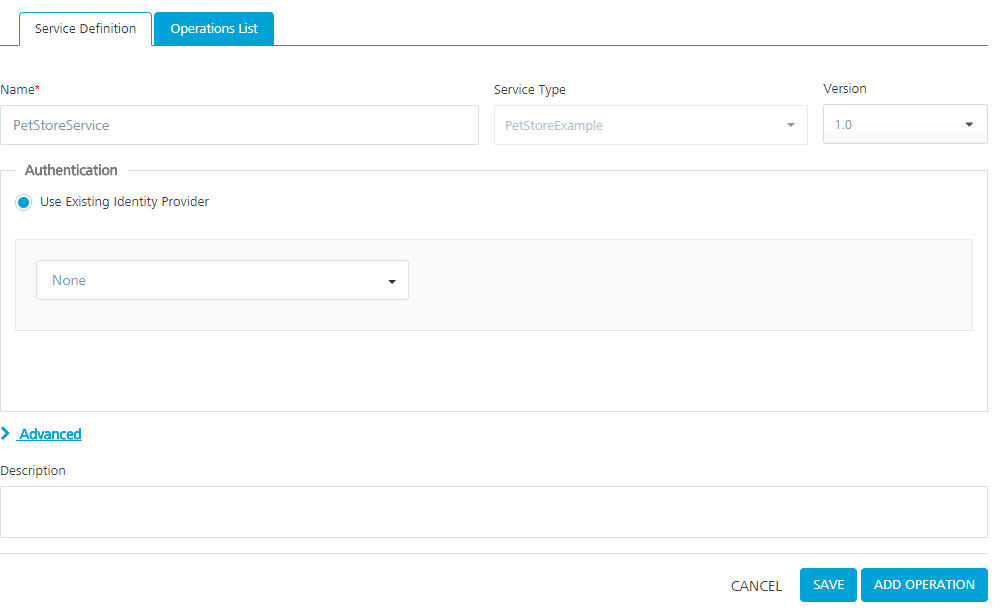 Service Definition
Operations List
Name*
Service Type
Version
PetStoreService
PetStoreExample
1.0
Authentication
Use Existing Identity Provider
None
Advanced
Description
CANCEL
SAVE
ADD OPERATION